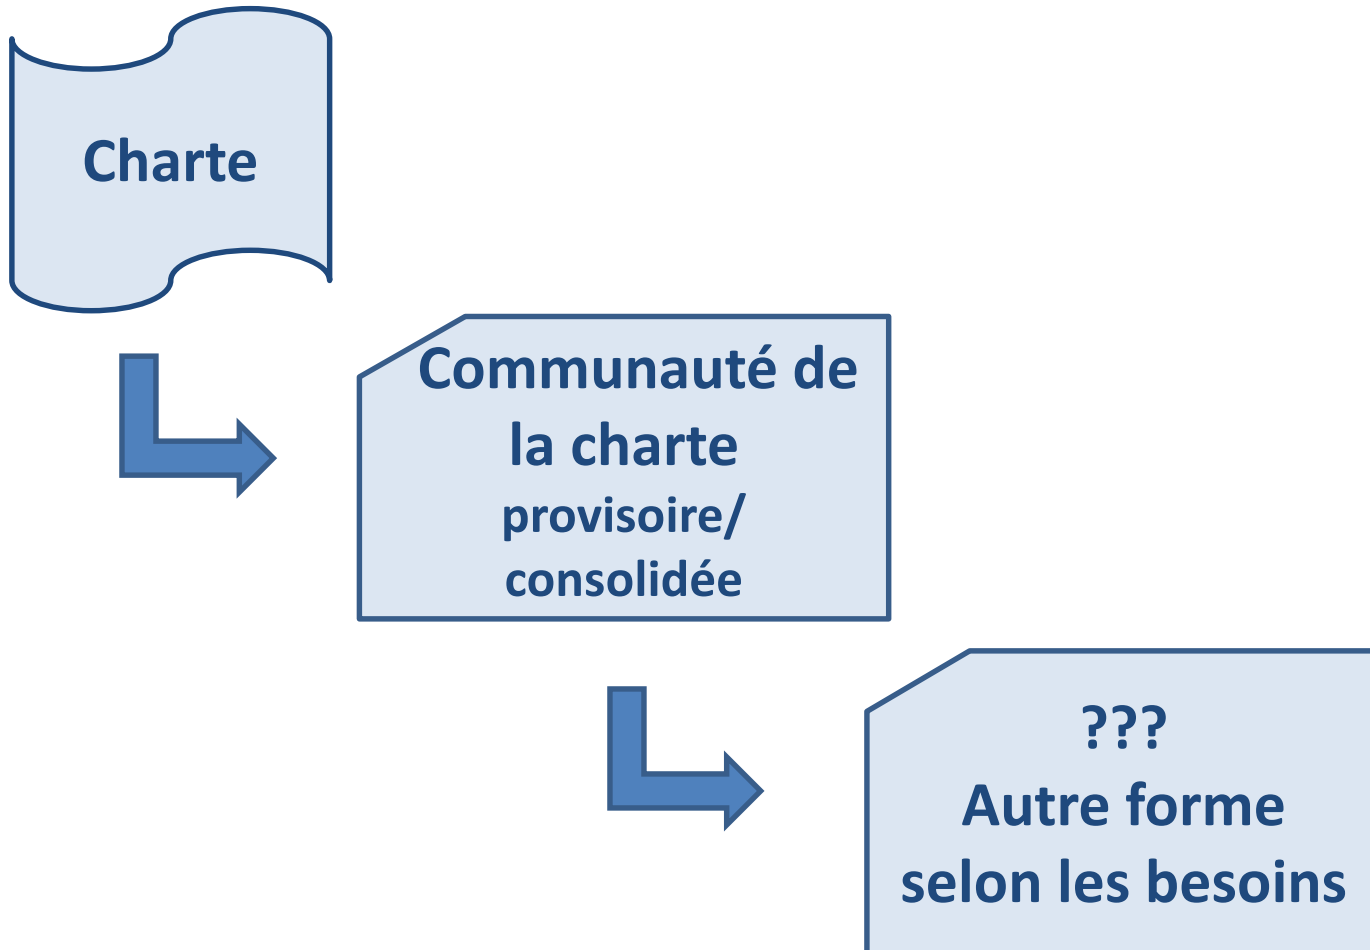 Charte
Communauté de
la charte
provisoire/
consolidée
???
Autre forme
selon les besoins